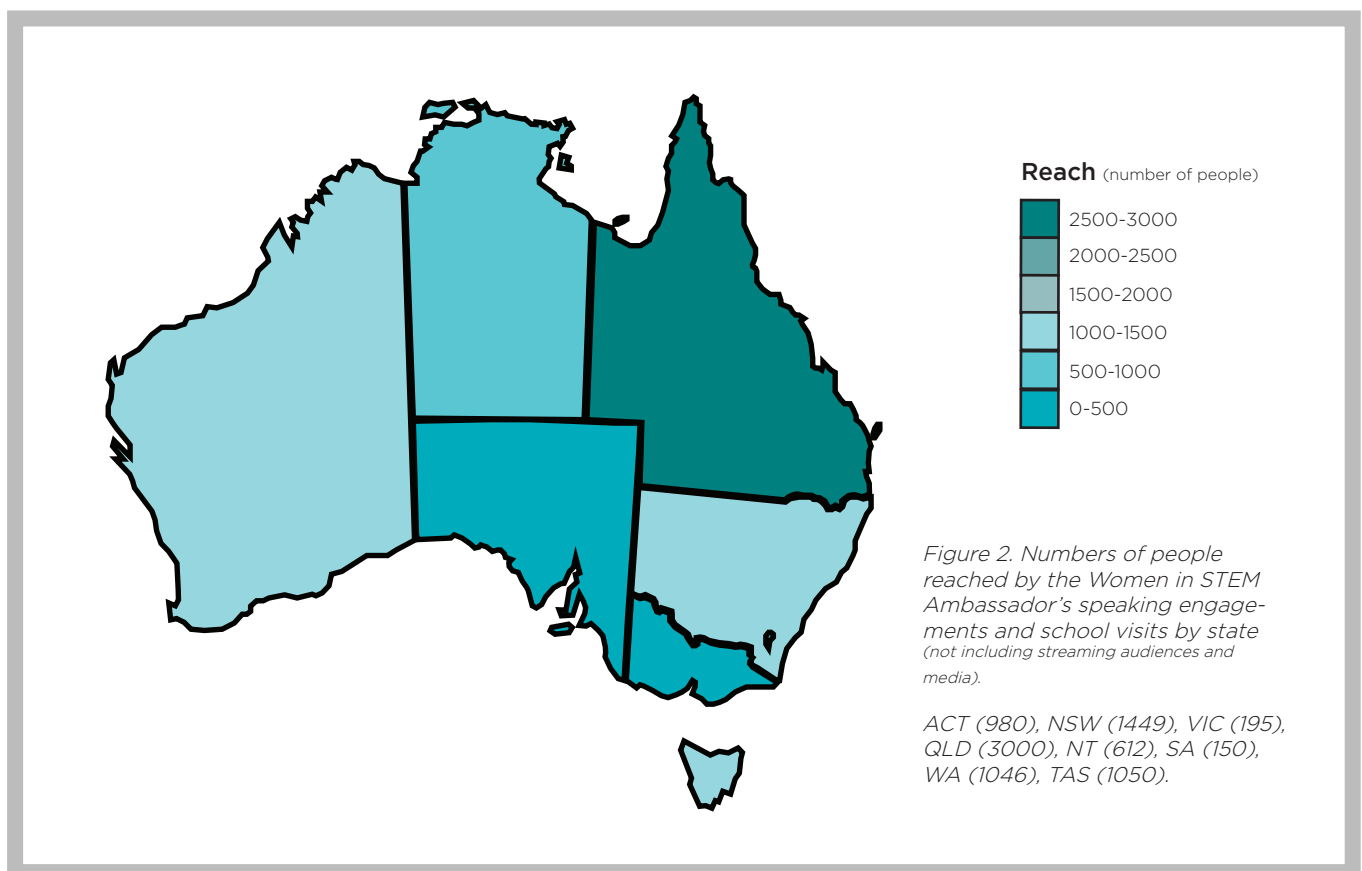 Reach (number of people)
2500-3000
2000-2500
1500-2000
1000-1500
500-1000
0-500
Figure 2. Numbers of people
reached by the Women in STEM
Ambassador's speaking engage-
ments and school visits by state
(not including streaming audiences and
media).
ACT (980), NSW (1449), VIC (195),
QLD (3000), NT (612), SA (150),
WA (1046), TAS (1050).